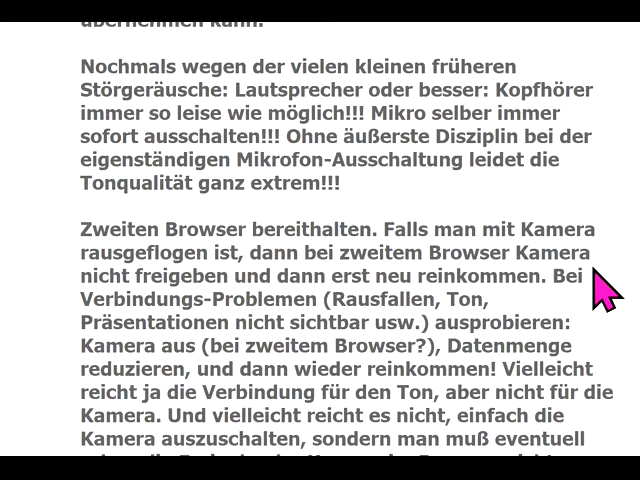 übernehmen kann.
Nochmals wegen der vielen kleinen früheren
Störgeräusche: Lautsprecher oder besser: Kopfhörer
immer so leise wie möglich!!! Mikro selber immer
sofort ausschalten!!! Ohne äußerste Disziplin bei der
eigenständigen Mikrofon-Ausschaltung leidet die
Tonqualität ganz extrem!!!
Zweiten Browser bereithalten. Falls man mit Kamera
rausgeflogen ist, dann bei zweitem Browser Kamera
nicht freigeben und dann erst neu reinkommen. Bei
Verbindungs-Problemen (Rausfallen, Ton,
Präsentationen nicht sichtbar usw.) ausprobieren:
Kamera aus (bei zweitem Browser?), Datenmenge
reduzieren, und dann wieder reinkommen! Vielleicht
reicht ja die Verbindung für den Ton, aber nicht für die
Kamera. Und vielleicht reicht es nicht, einfach die
Kamera auszuschalten, sondern man muß eventuell